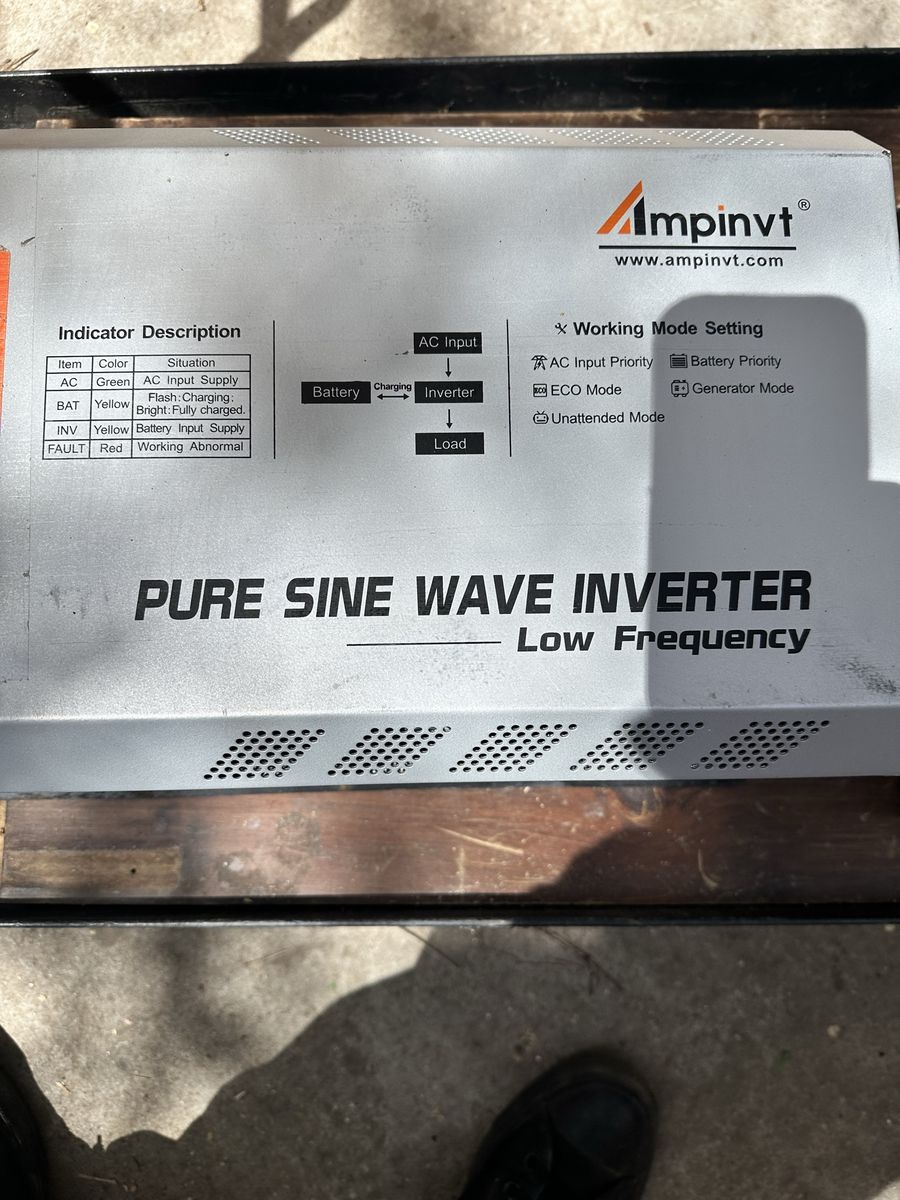 Ampinvt®
www.ampinvt.com
Indicator Description
Item Color Situation
AC Green AC Input Supply
BAT Yellow Flash:Charging;
Bright:Fully charged.
INV Yellow Battery Input Supply
FAULT Red Working Abnormal
AC Input
Battery Charging Inverter
Load
Working Mode Setting
AC Input Priority Battery Priority
ECO ECO Mode Generator Mode
Unattended Mode
PURE SINE WAVE INVERTER
Low Frequency